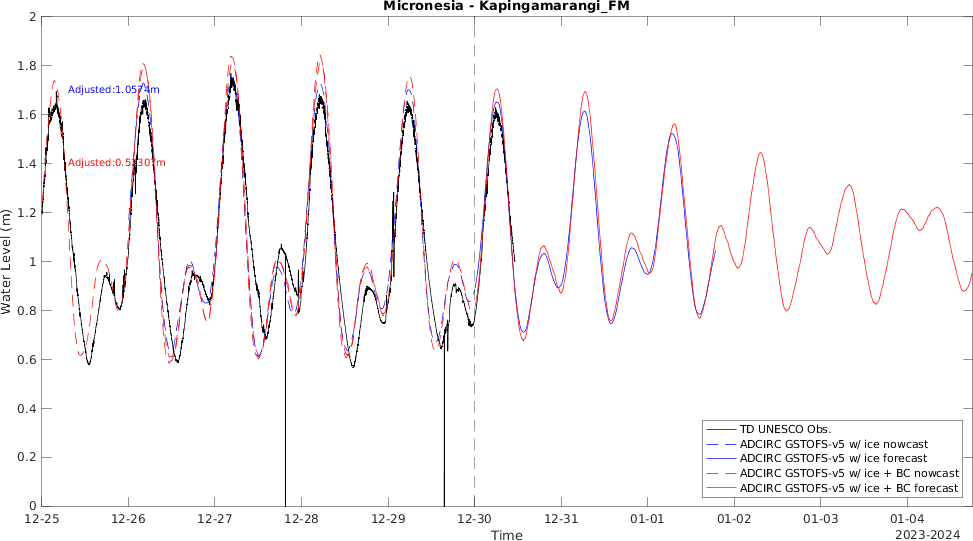 Micronesia - Kapingamarangi_FM
Water Level (m)
2
1.8
1.6
1.4
1.2
1
0.8
0.6
0.4
0.2
0
Adjusted:1.0574m
TD UNESCO Obs.
ADCIRC GSTOFS-v5 w/ ice nowcast
ADCIRC GSTOFS-v5 w/ ice forecast
ADCIRC GSTOFS-v5 w/ ice + BC nowcast
ADCIRC GSTOFS-v5 w/ ice + BC forecast
12-25
12-26
12-27
12-28
12-29
12-30
12-31
01-01
01-02
01-03
01-04
Time
2023-2024